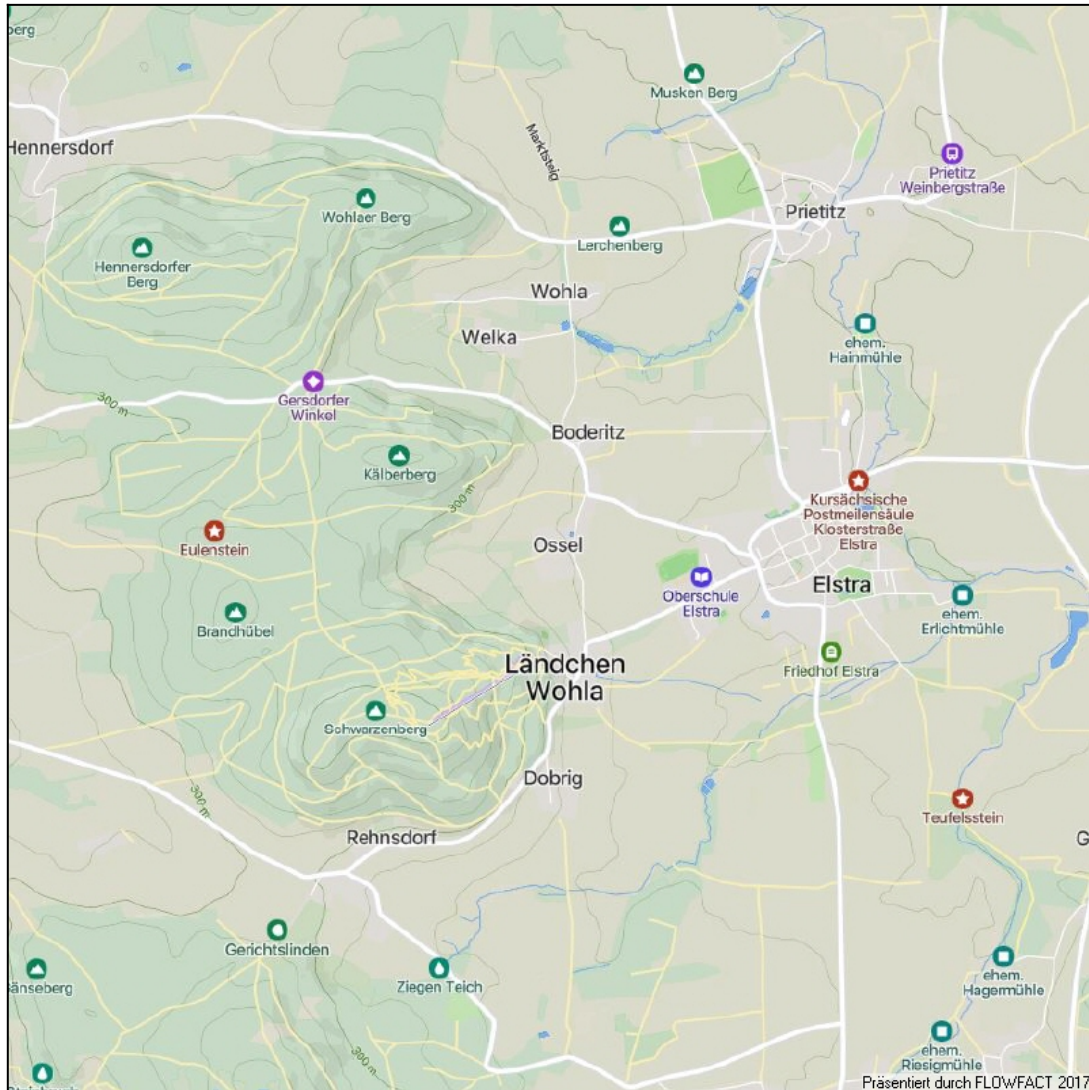 berg
Musken Berg
Marktsteig
Hennersdorf
Prietitz
Weinbergstraße
Wohlaer Berg
Prietitz
Lerchenberg
Hennersdorfer
Berg
Wohla
Welka
ehem.
Hainmühle
300 m
Gersdorfer
Winkel
Boderitz
Kälberberg
300 m
Kursächsische
Postmeilensäule
Klosterstraße
Elstra
Eulenstein
Ossel
Oberschule
Elstra
Elstra
ehem.
Erlichtmühle
Brandhübel
Ländchen
Wohla
Friedhof Elstra
Schwarzenberg
Dobrig
300 m
Teufelsstein
Rehnsdorf
G
Gerichtslinden
Ziegen Teich
ehem.
Hagermühle
änseberg
300 m
ehem.
Riesigmühle
Präsentiert durch FLOWFACT 2017